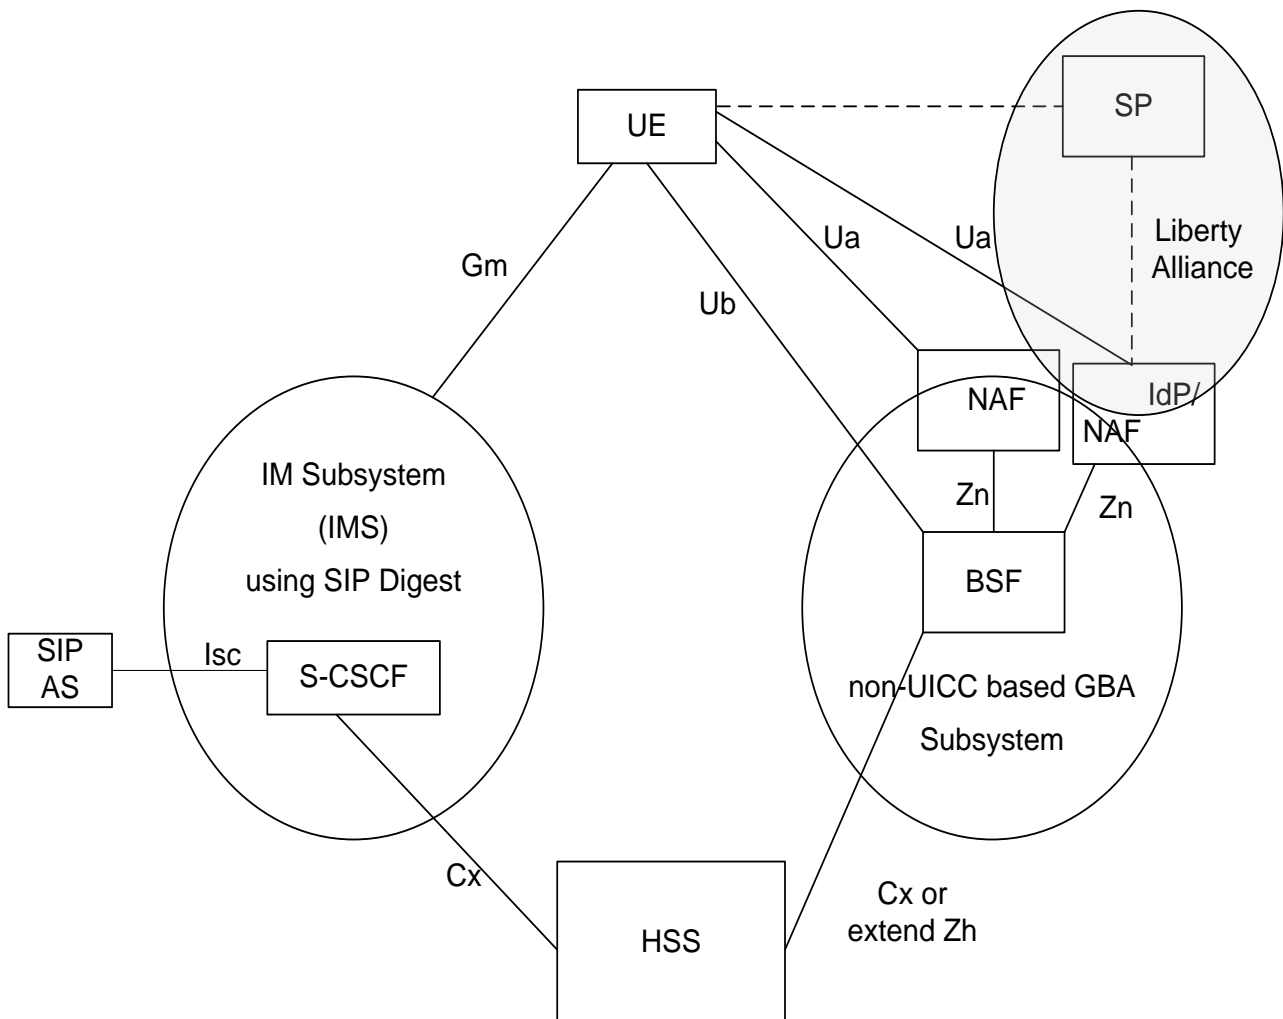 SP
UE
Liberty
Alliance
Ua
Ua
Gm
Ub
IdP/
NAF
NAF
IM Subsystem
(IMS)
using SIP Digest
Zn
Zn
BSF
SIP
AS
Isc
S-CSCF
non-UICC based GBA
Subsystem
Cx
Cx or
extend Zh
HSS